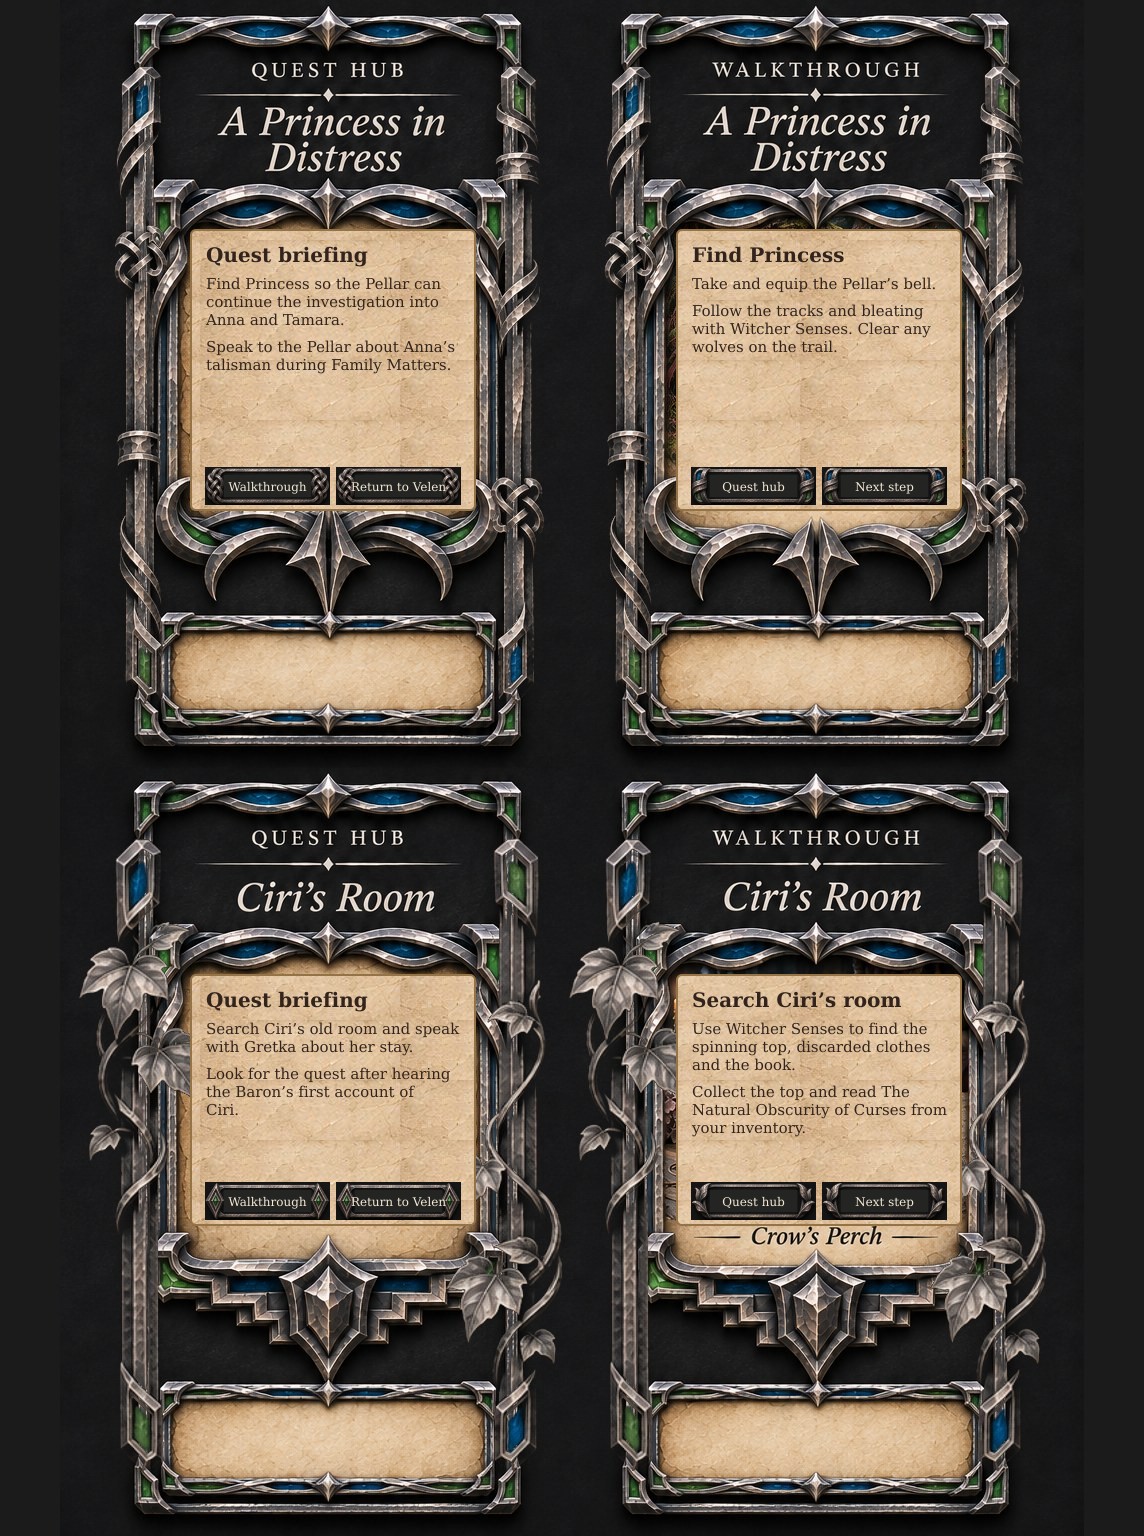 QUEST HUB
A Princess in
Distress
Quest briefing
Find Princess so the Pellar can
continue the investigation into
Anna and Tamara.
Speak to the Pellar about Anna’s
talisman during Family Matters.
Walkthrough
Return to Velen
WALKTHROUGH
A Princess in
Distress
Find Princess
Take and equip the Pellar’s bell.
Follow the tracks and bleating
with Witcher Senses. Clear any
wolves on the trail.
Quest hub
Next step
QUEST HUB
Ciri’s Room
Quest briefing
Search Ciri’s old room and speak
with Gretka about her stay.
Look for the quest after hearing
the Baron’s first account of
Ciri.
Walkthrough
Return to Velen
WALKTHROUGH
Ciri’s Room
Search Ciri’s room
Use Witcher Senses to find the
spinning top, discarded clothes
and the book.
Collect the top and read The
Natural Obscurity of Curses from
your inventory.
Quest hub
Next step
Crow’s Perch